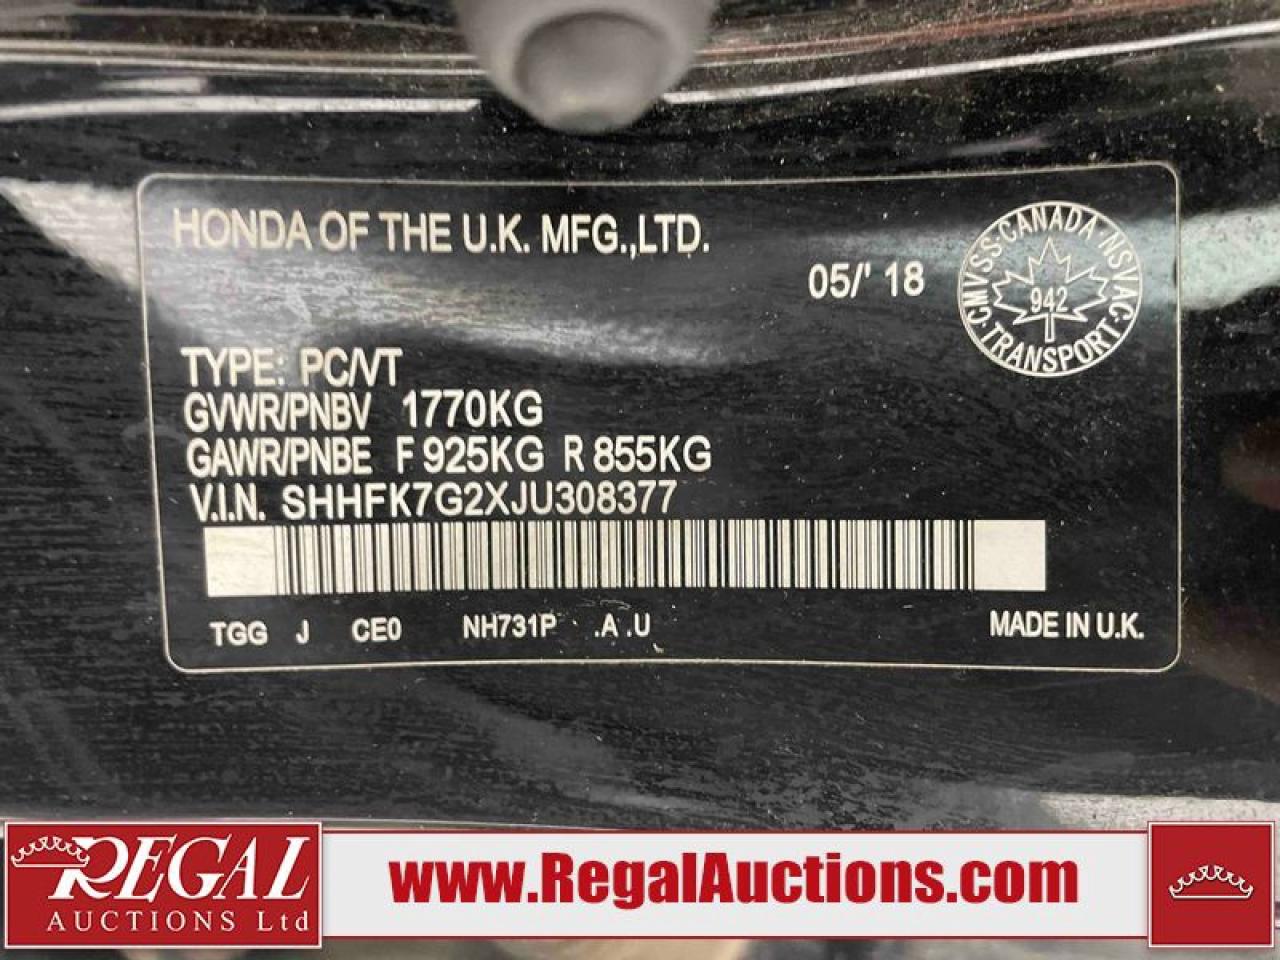 HONDA OF THE U.K. MFG.,LTD.
05/' 18
CMVSS · CANADA · NSVAC · TRANSPORT ·
942
TYPE: PC/VT
GVWR/PNBV 1770KG
GAWR/PNBE F 925KG R 855KG
V.I.N. SHHFK7G2XJU308377
TGG J CE0 NH731P .A .U MADE IN U.K.
REGAL
AUCTIONS Ltd
www.RegalAuctions.com